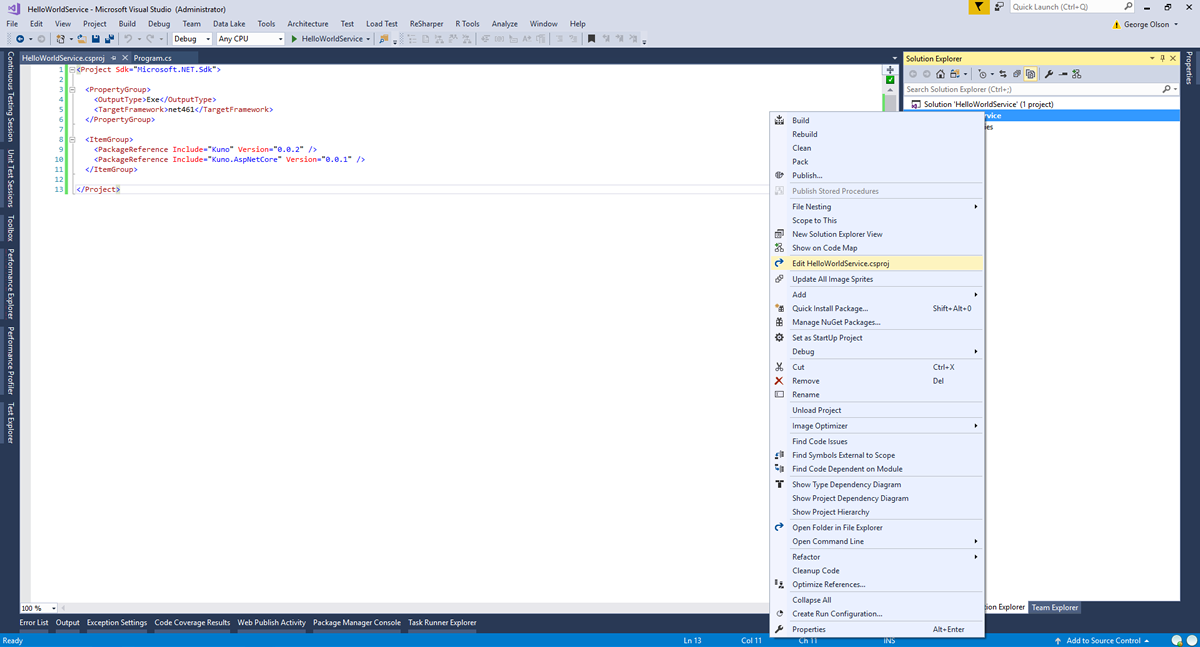 HelloWorldService - Microsoft Visual Studio (Administrator)
Quick Launch (Ctrl+Q)
File Edit View Project Build Debug Team Data Lake Tools Architecture Test Load Test ReSharper R Tools Analyze Window Help
George Olson
Debug Any CPU HelloWorldService
HelloWorldService.csproj Program.cs
Continuous Testing Session
Unit Test Sessions
Toolbox
Performance Explorer
Performance Profiler
Test Explorer
1 <Project Sdk="Microsoft.NET.Sdk">
2
3 <PropertyGroup>
4 <OutputType>Exe</OutputType>
5 <TargetFramework>net461</TargetFramework>
6 </PropertyGroup>
7
8 <ItemGroup>
9 <PackageReference Include="Kuno" Version="0.0.2" />
10 <PackageReference Include="Kuno.AspNetCore" Version="0.0.1" />
11 </ItemGroup>
12
13 </Project>
Solution Explorer
Search Solution Explorer (Ctrl+;)
Solution 'HelloWorldService' (1 project)
rvice
ies
Properties
Build
Rebuild
Clean
Pack
Publish...
Publish Stored Procedures
File Nesting
Scope to This
New Solution Explorer View
Show on Code Map
Edit HelloWorldService.csproj
Update All Image Sprites
Add
Quick Install Package... Shift+Alt+0
Manage NuGet Packages...
Set as StartUp Project
Debug
Cut Ctrl+X
Remove Del
Rename
Unload Project
Image Optimizer
Find Code Issues
Find Symbols External to Scope
Find Code Dependent on Module
Show Type Dependency Diagram
Show Project Dependency Diagram
Show Project Hierarchy
Open Folder in File Explorer
Open Command Line
Refactor
Cleanup Code
Optimize References...
Collapse All
Create Run Configuration...
Properties Alt+Enter
100 %
ion Explorer Team Explorer
Error List Output Exception Settings Code Coverage Results Web Publish Activity Package Manager Console Task Runner Explorer
Ready Ln 13 Col 11 Ch 11 INS Add to Source Control